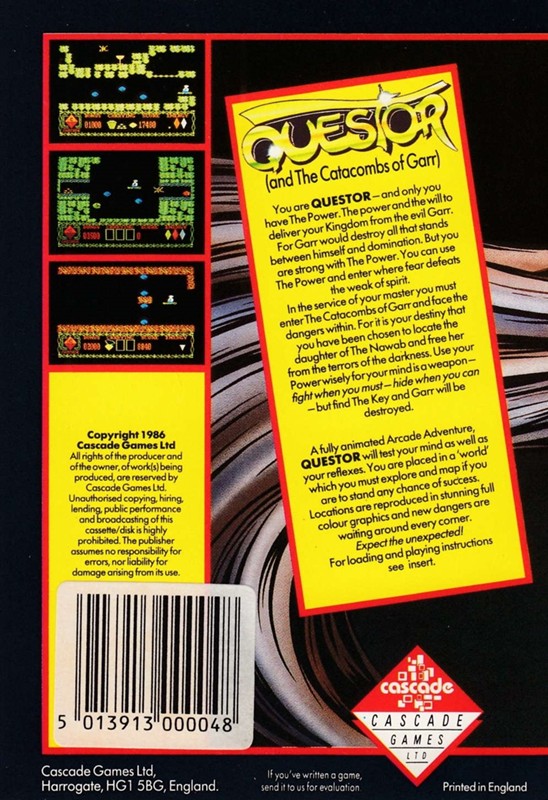 QUESTOR
(and The Catacombs of Garr)
You are QUESTOR — and only you
have The Power. The power and the will to
deliver your Kingdom from the evil Garr.
For Garr would destroy all that stands
between himself and domination. But you
are strong with The Power. You can use
The Power and enter where fear defeats
the weak of spirit.
In the service of your master you must
enter The Catacombs of Garr and face the
dangers within. For it is your destiny that
you have been chosen to locate the
daughter of The Nawab and free her
from the terrors of the darkness. Use your
Power wisely for your mind is a weapon —
fight when you must — hide when you can
— but find The Key and Garr will be
destroyed.
A fully animated Arcade Adventure,
QUESTOR will test your mind as well as
your reflexes. You are placed in a 'world'
which you must explore and map if you
are to stand any chance of success.
Locations are reproduced in stunning full
colour graphics and new dangers are
waiting around every corner.
Expect the unexpected!
For loading and playing instructions
see insert.
Copyright 1986
Cascade Games Ltd
All rights of the producer and
of the owner, of work(s) being
produced, are reserved by
Cascade Games Ltd.
Unauthorised copying, hiring,
lending, public performance
and broadcasting of this
cassette/disk is highly
prohibited. The publisher
assumes no responsibility for
errors, nor liability for
damage arising from its use.
5 013913 000048
cascade
CASCADE
GAMES
LTD
Cascade Games Ltd,
Harrogate, HG1 5BG, England.
If you've written a game,
send it to us for evaluation.
Printed in England